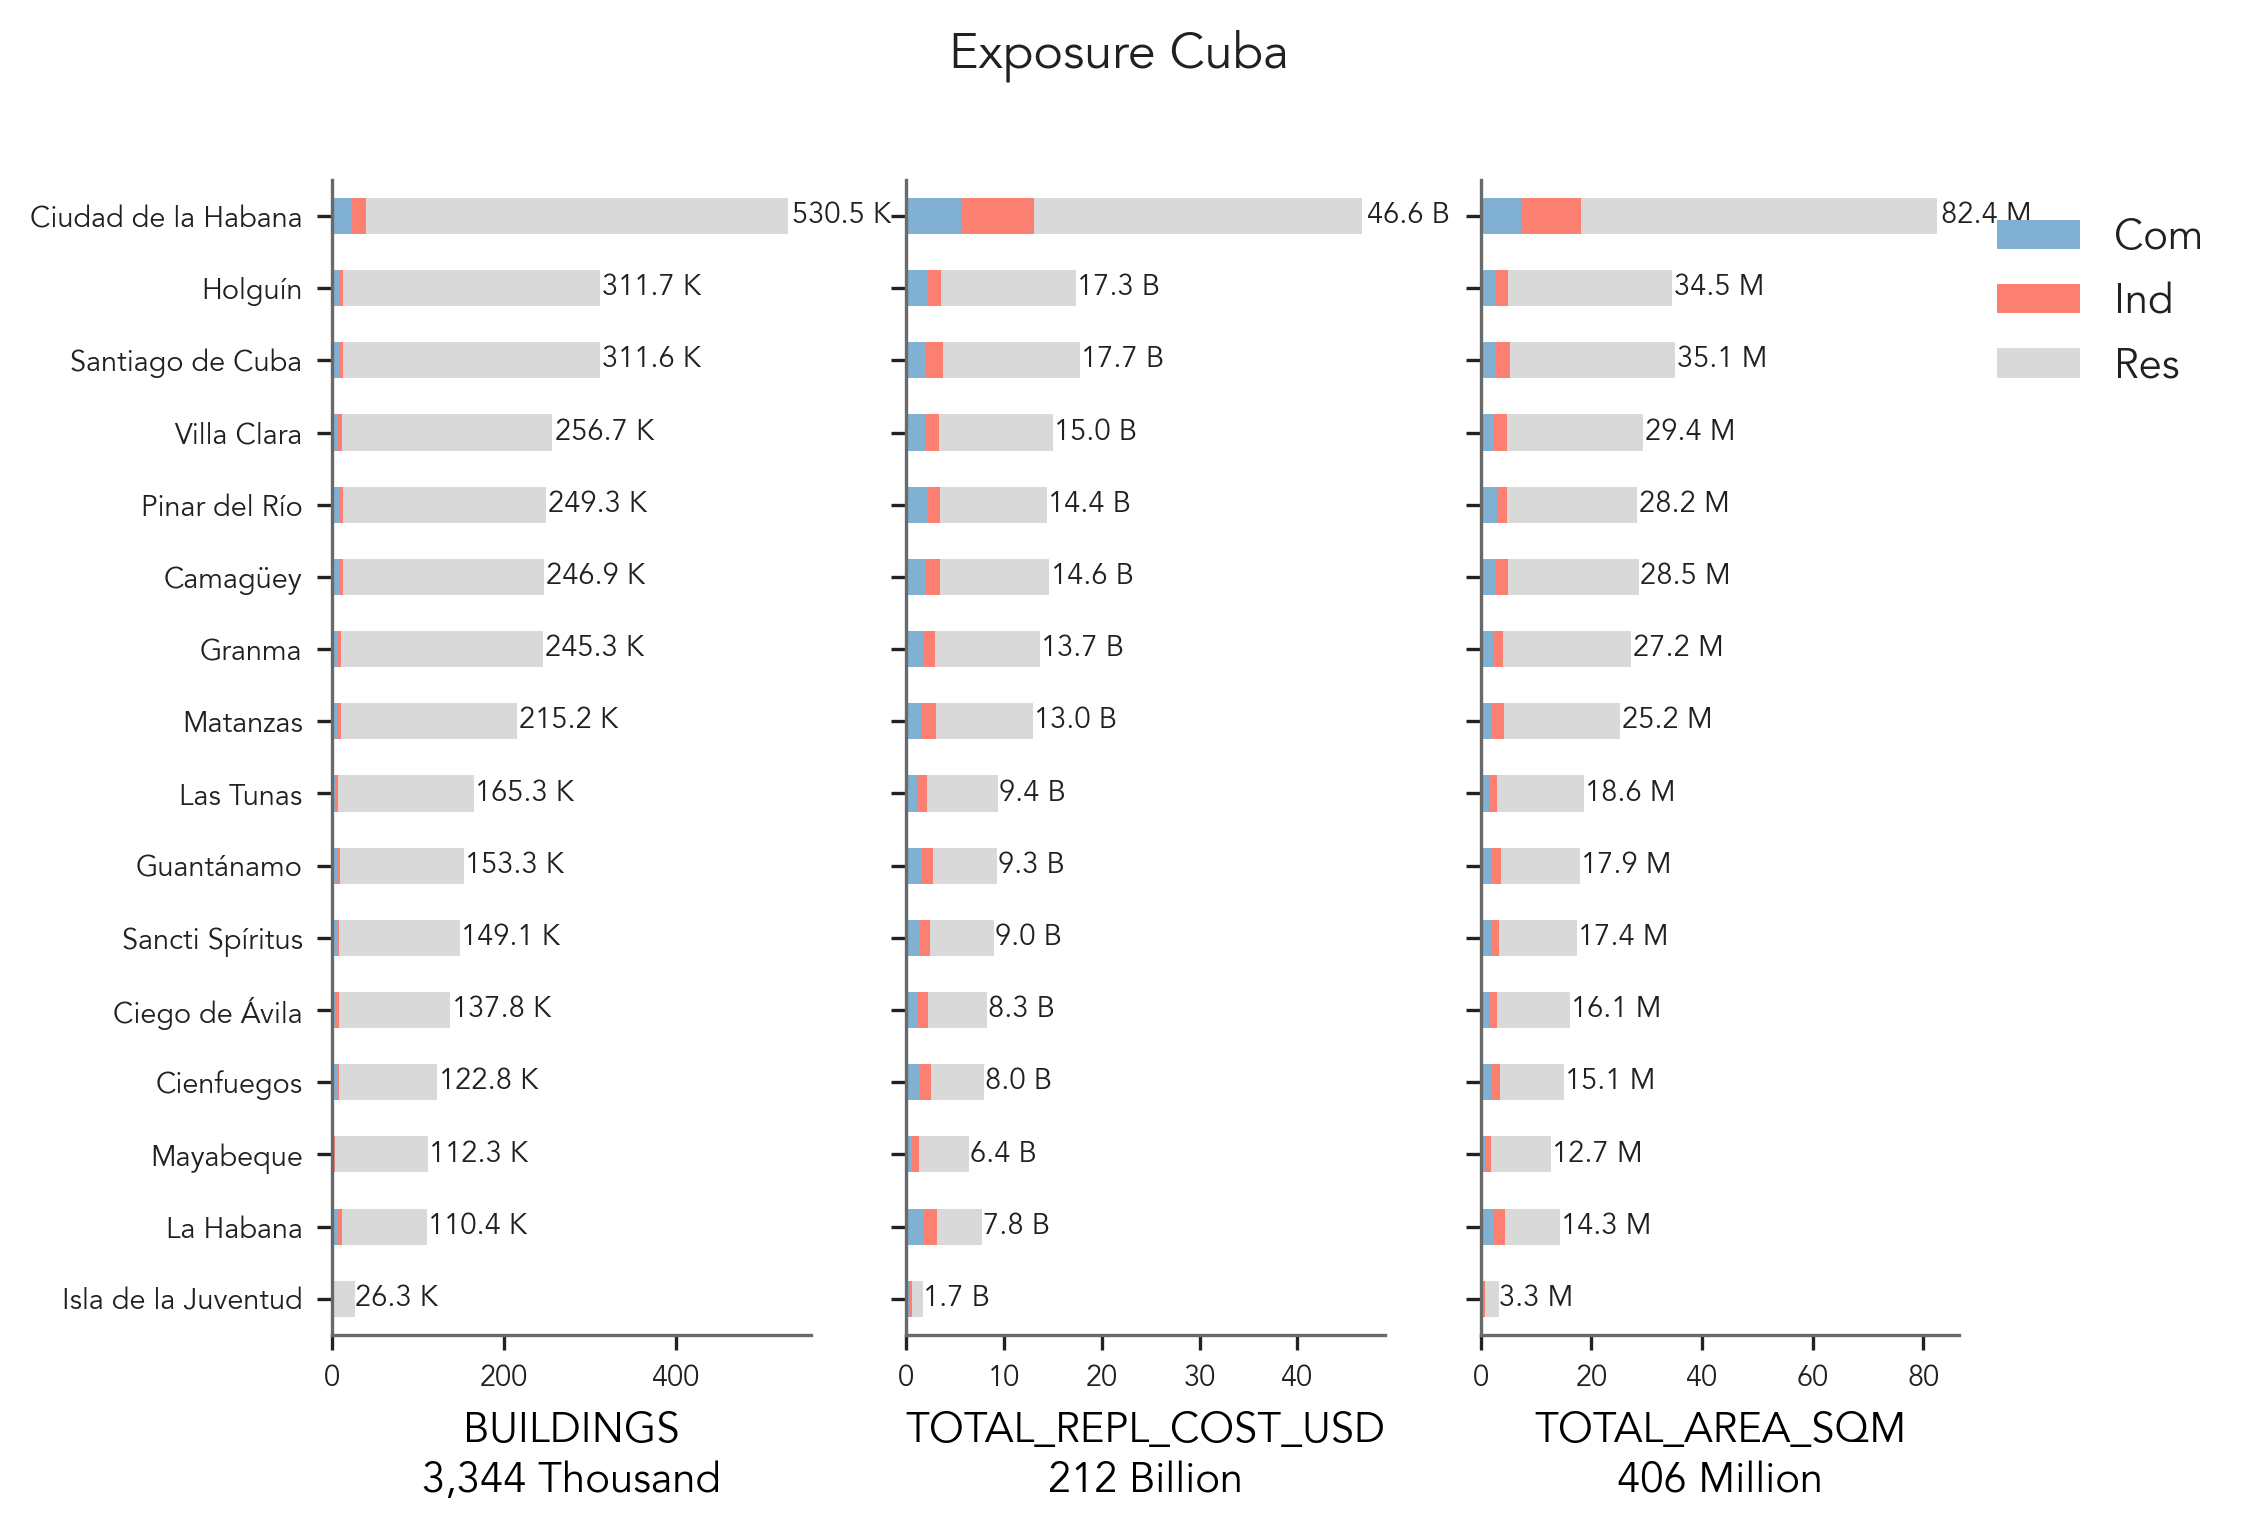 Exposure Cuba
Ciudad de la Habana 530.5 K 46.6 B 82.4 M
Holguín 311.7 K 17.3 B 34.5 M
Santiago de Cuba 311.6 K 17.7 B 35.1 M
Villa Clara 256.7 K 15.0 B 29.4 M
Pinar del Río 249.3 K 14.4 B 28.2 M
Camagüey 246.9 K 14.6 B 28.5 M
Granma 245.3 K 13.7 B 27.2 M
Matanzas 215.2 K 13.0 B 25.2 M
Las Tunas 165.3 K 9.4 B 18.6 M
Guantánamo 153.3 K 9.3 B 17.9 M
Sancti Spíritus 149.1 K 9.0 B 17.4 M
Ciego de Ávila 137.8 K 8.3 B 16.1 M
Cienfuegos 122.8 K 8.0 B 15.1 M
Mayabeque 112.3 K 6.4 B 12.7 M
La Habana 110.4 K 7.8 B 14.3 M
Isla de la Juventud 26.3 K 1.7 B 3.3 M
0 200 400
BUILDINGS
3,344 Thousand
0 10 20 30 40
TOTAL_REPL_COST_USD
212 Billion
0 20 40 60 80
TOTAL_AREA_SQM
406 Million
Com
Ind
Res